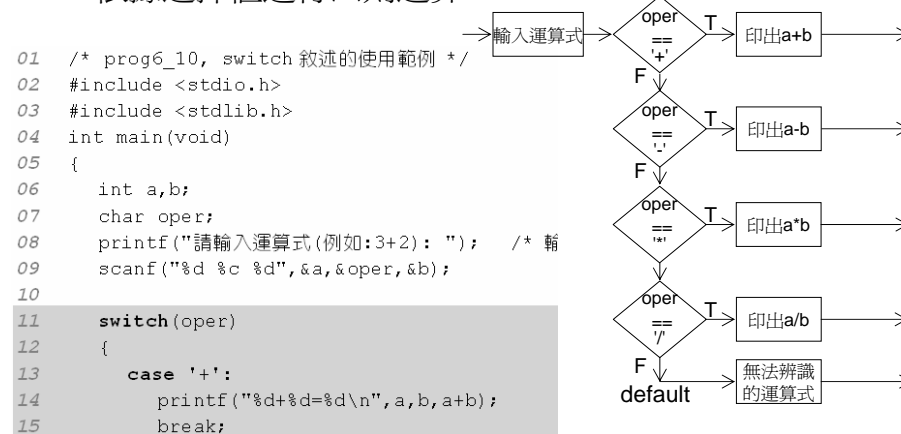 輸入運算式
oper
==
'+'
T
印出a+b
F
oper
==
'-'
T
印出a-b
F
oper
==
'*'
T
印出a*b
oper
==
'/'
T
印出a/b
F
default
無法辨識
的運算式
01 /* prog6_10, switch 敘述的使用範例 */
02 #include <stdio.h>
03 #include <stdlib.h>
04 int main(void)
05 {
06 int a,b;
07 char oper;
08 printf("請輸入運算式(例如:3+2): "); /* 輸
09 scanf("%d %c %d",&a,&oper,&b);
10
11 switch(oper)
12 {
13 case '+':
14 printf("%d+%d=%d\n",a,b,a+b);
15 break;